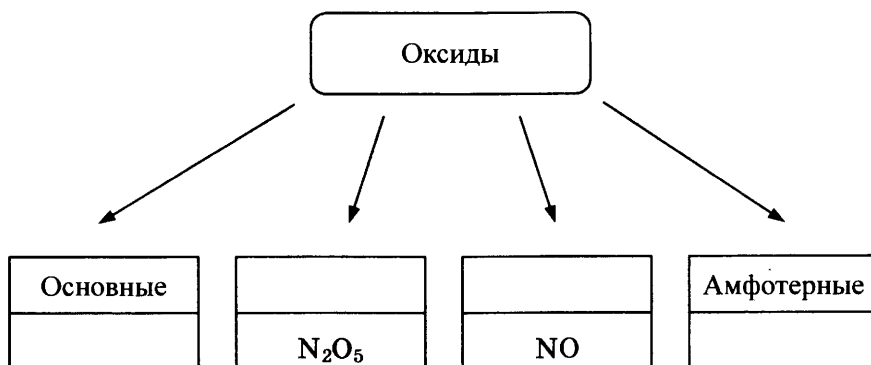 Оксиды
Основные
Амфотерные
N₂O₅
NO